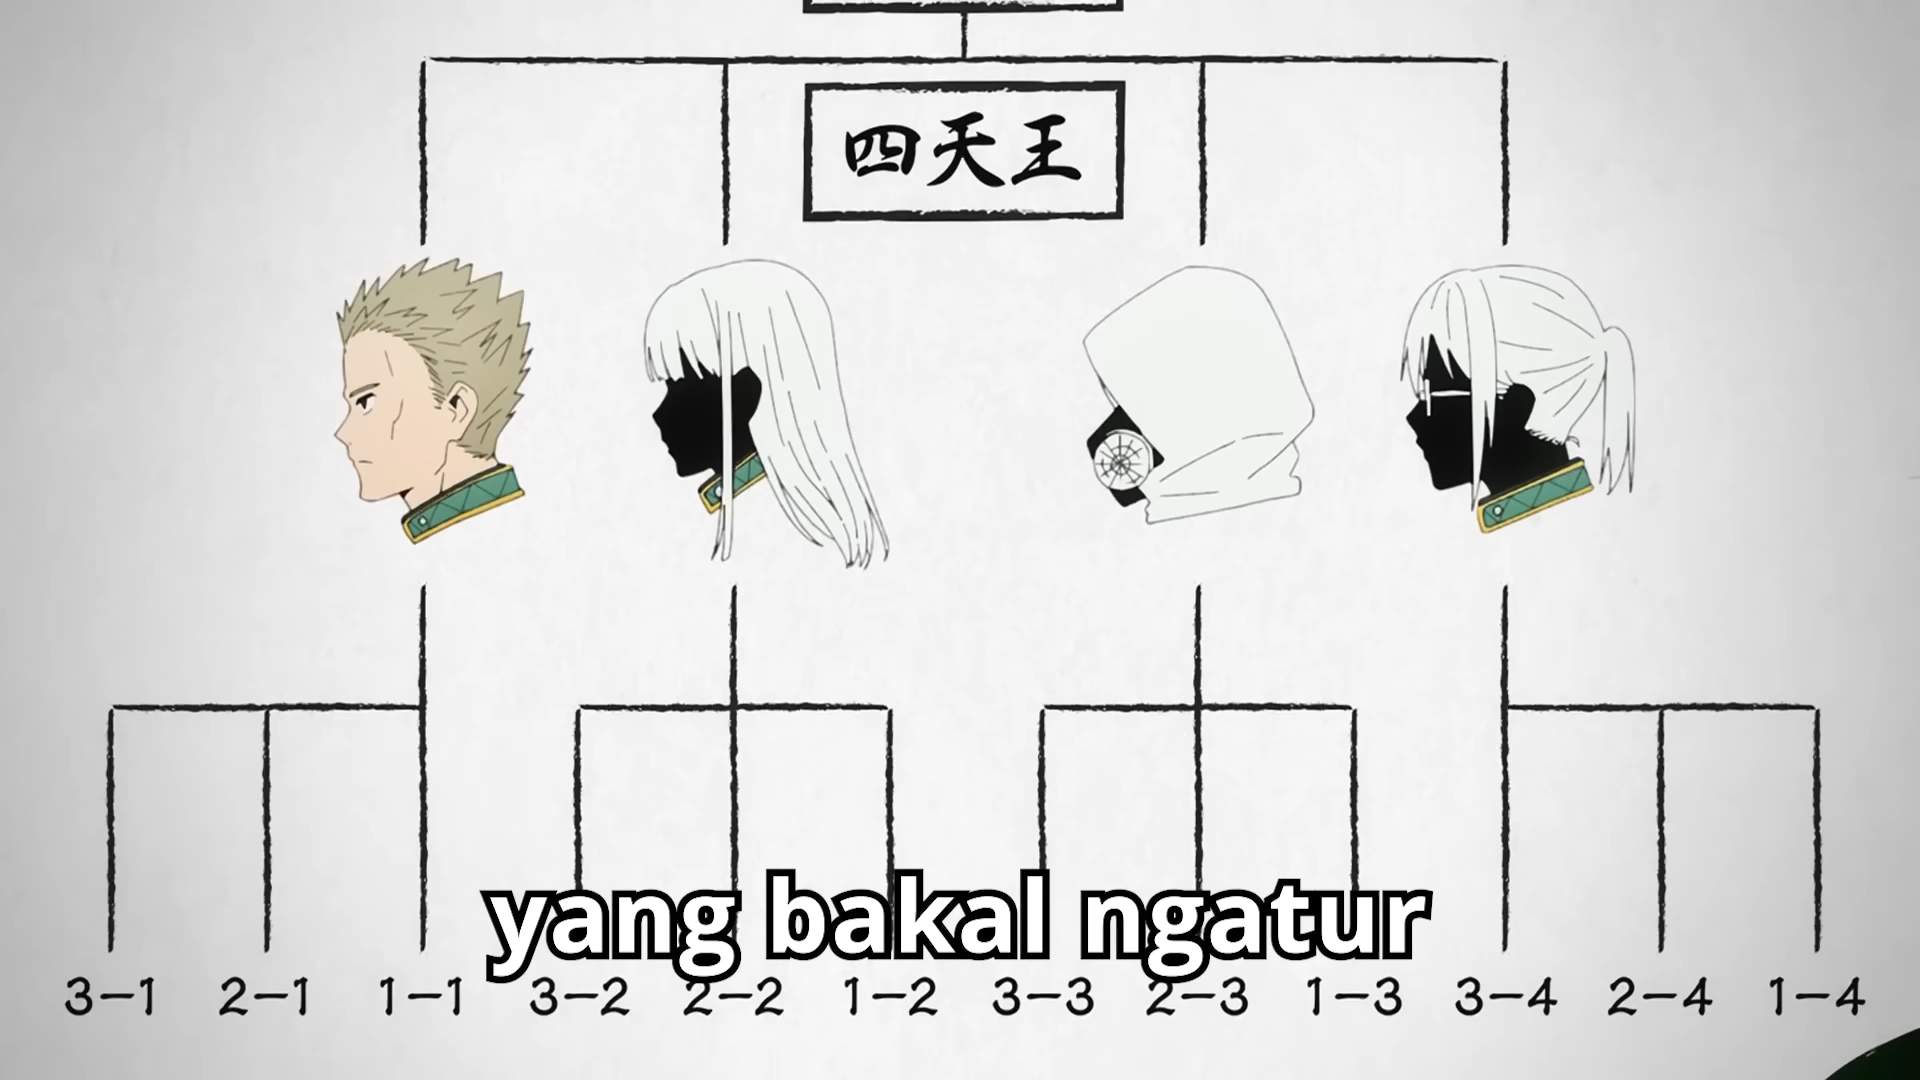 四天王
yang bakal ngatur
3-1 2-1 1-1 3-2 2-2 1-2 3-3 2-3 1-3 3-4 2-4 1-4